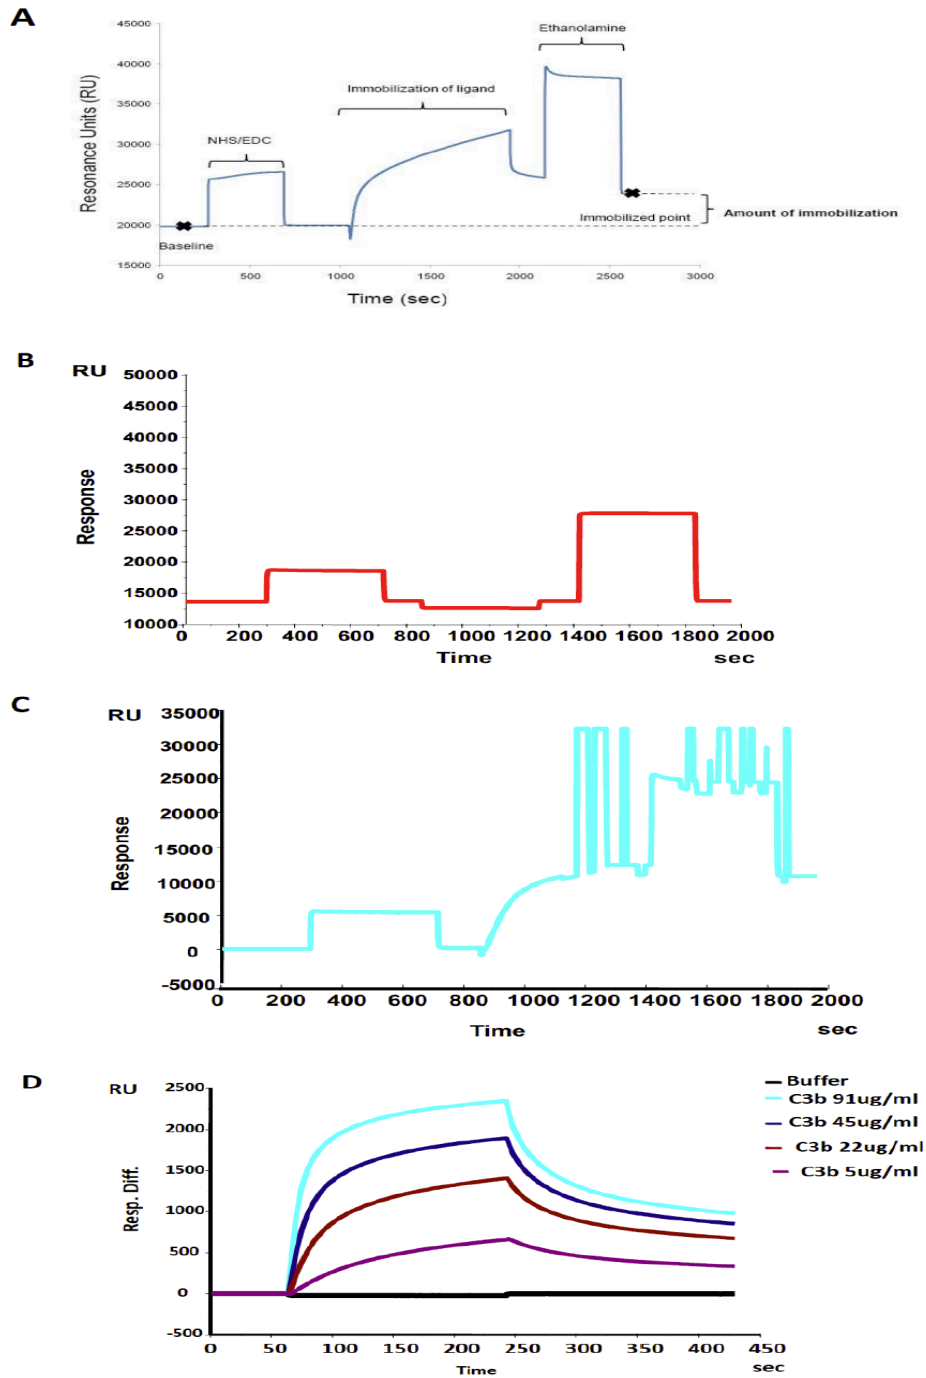 A
Resonance Units (RU)
45000
40000
35000
30000
25000
20000
15000
NHS/EDC
Immobilization of ligand
Ethanolamine
Baseline
Immobilized point
Amount of immobilization
0
500
1000
1500
2000
2500
3000
Time (sec)
B
RU
Response
50000
45000
40000
35000
30000
25000
20000
15000
10000
0
200
400
600
800
1000
1200
1400
1600
1800
2000
Time
sec
C
RU
Response
35000
30000
25000
20000
15000
10000
5000
0
-5000
0
200
400
600
800
1000
1200
1400
1600
1800
2000
Time
sec
D
RU
Resp. Diff.
2500
2000
1500
1000
500
0
-500
0
50
100
150
200
250
300
350
400
450
Time
sec
Buffer
C3b 91ug/ml
C3b 45ug/ml
C3b 22ug/ml
C3b 5ug/ml